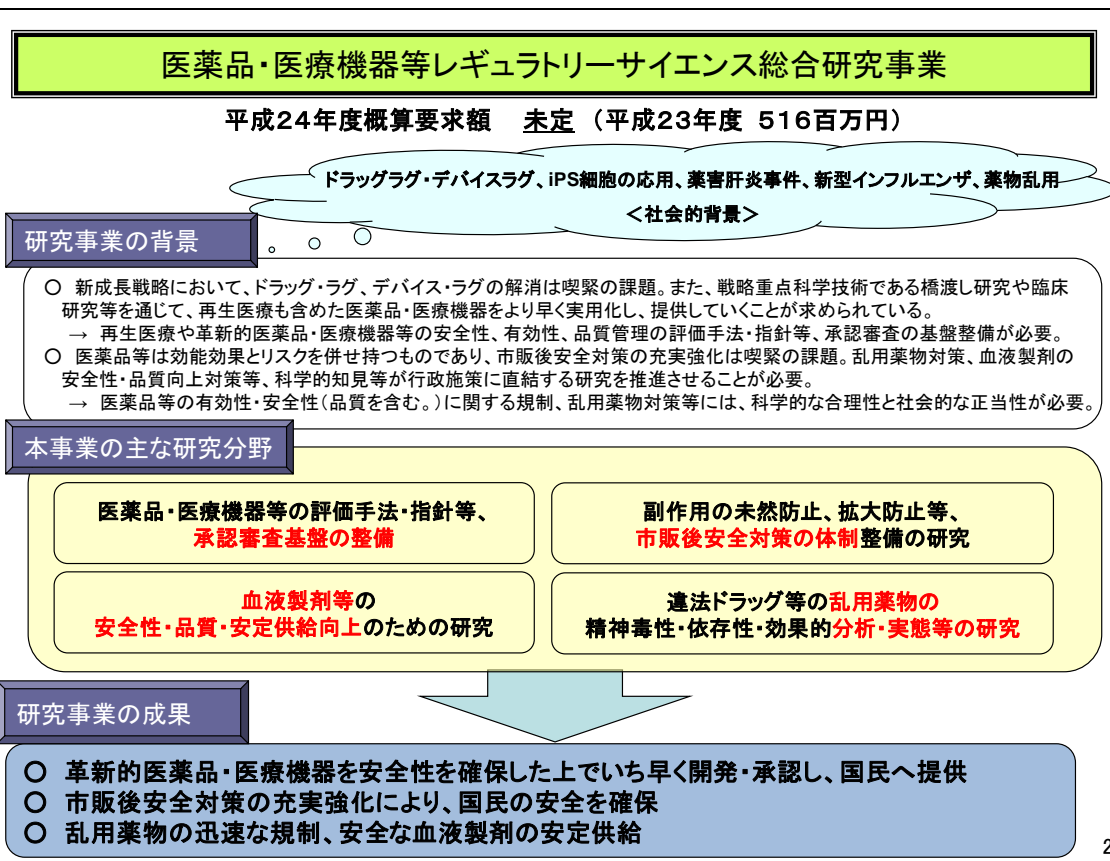 医薬品・医療機器等レギュラトリーサイエンス総合研究事業
平成24年度概算要求額　未定（平成23年度 516百万円）
ドラッグラグ・デバイスラグ、iPS細胞の応用、薬害肝炎事件、新型インフルエンザ、薬物乱用
＜社会的背景＞
研究事業の背景
○ 新成長戦略において、ドラッグ・ラグ、デバイス・ラグの解消は喫緊の課題。また、戦略重点科学技術である橋渡し研究や臨床
研究等を通じて、再生医療も含めた医薬品・医療機器をより早く実用化し、提供していくことが求められている。
→ 再生医療や革新的医薬品・医療機器等の安全性、有効性、品質管理の評価手法・指針等、承認審査の基盤整備が必要。
○ 医薬品等は効能効果とリスクを併せ持つものであり、市販後安全対策の充実強化は喫緊の課題。乱用薬物対策、血液製剤の
安全性・品質向上対策等、科学的知見等が行政施策に直結する研究を推進させることが必要。
→ 医薬品等の有効性・安全性（品質を含む。）に関する規制、乱用薬物対策等には、科学的な合理性と社会的な正当性が必要。
本事業の主な研究分野
医薬品・医療機器等の評価手法・指針等、
承認審査基盤の整備
副作用の未然防止、拡大防止等、
市販後安全対策の体制整備の研究
血液製剤等の
安全性・品質・安定供給向上のための研究
違法ドラッグ等の乱用薬物の
精神毒性・依存性・効果的分析・実態等の研究
研究事業の成果
○ 革新的医薬品・医療機器を安全性を確保した上でいち早く開発・承認し、国民へ提供
○ 市販後安全対策の充実強化により、国民の安全を確保
○ 乱用薬物の迅速な規制、安全な血液製剤の安定供給
2